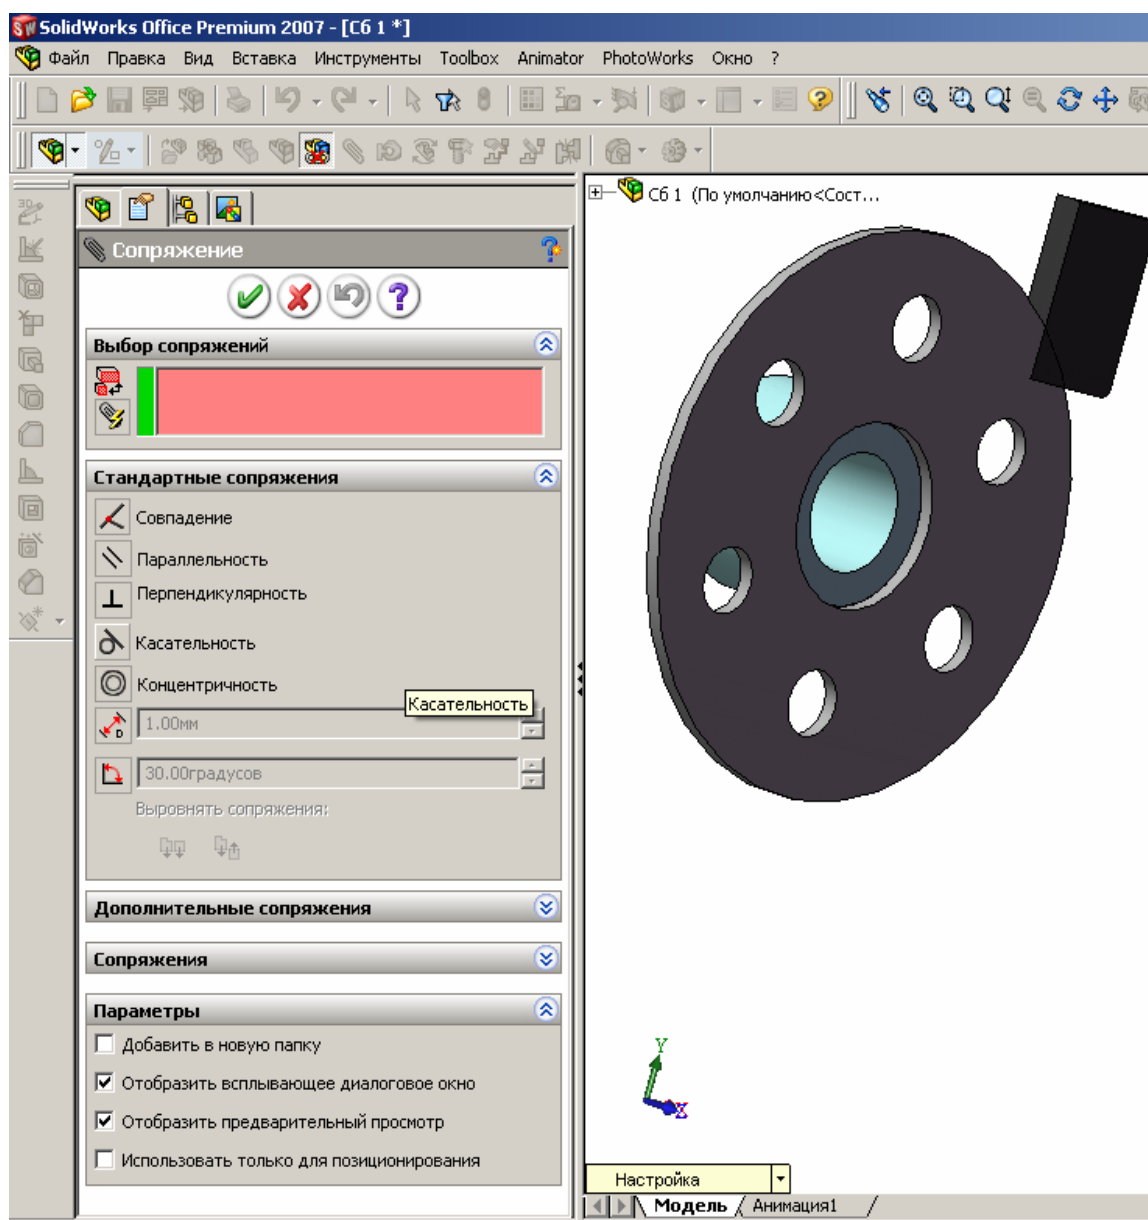 SolidWorks Office Premium 2007 - [Сб 1 *]
Файл Правка Вид Вставка Инструменты Toolbox Animator PhotoWorks Окно ?
Сб 1 (По умолчанию<Сост...
Сопряжение
Выбор сопряжений
Стандартные сопряжения
Совпадение
Параллельность
Перпендикулярность
Касательность
Концентричность
Касательность
1.00мм
30.00градусов
Выровнять сопряжения:
Дополнительные сопряжения
Сопряжения
Параметры
Добавить в новую папку
Отобразить всплывающее диалоговое окно
Отобразить предварительный просмотр
Использовать только для позиционирования
Y
X
Настройка
Модель Анимация1